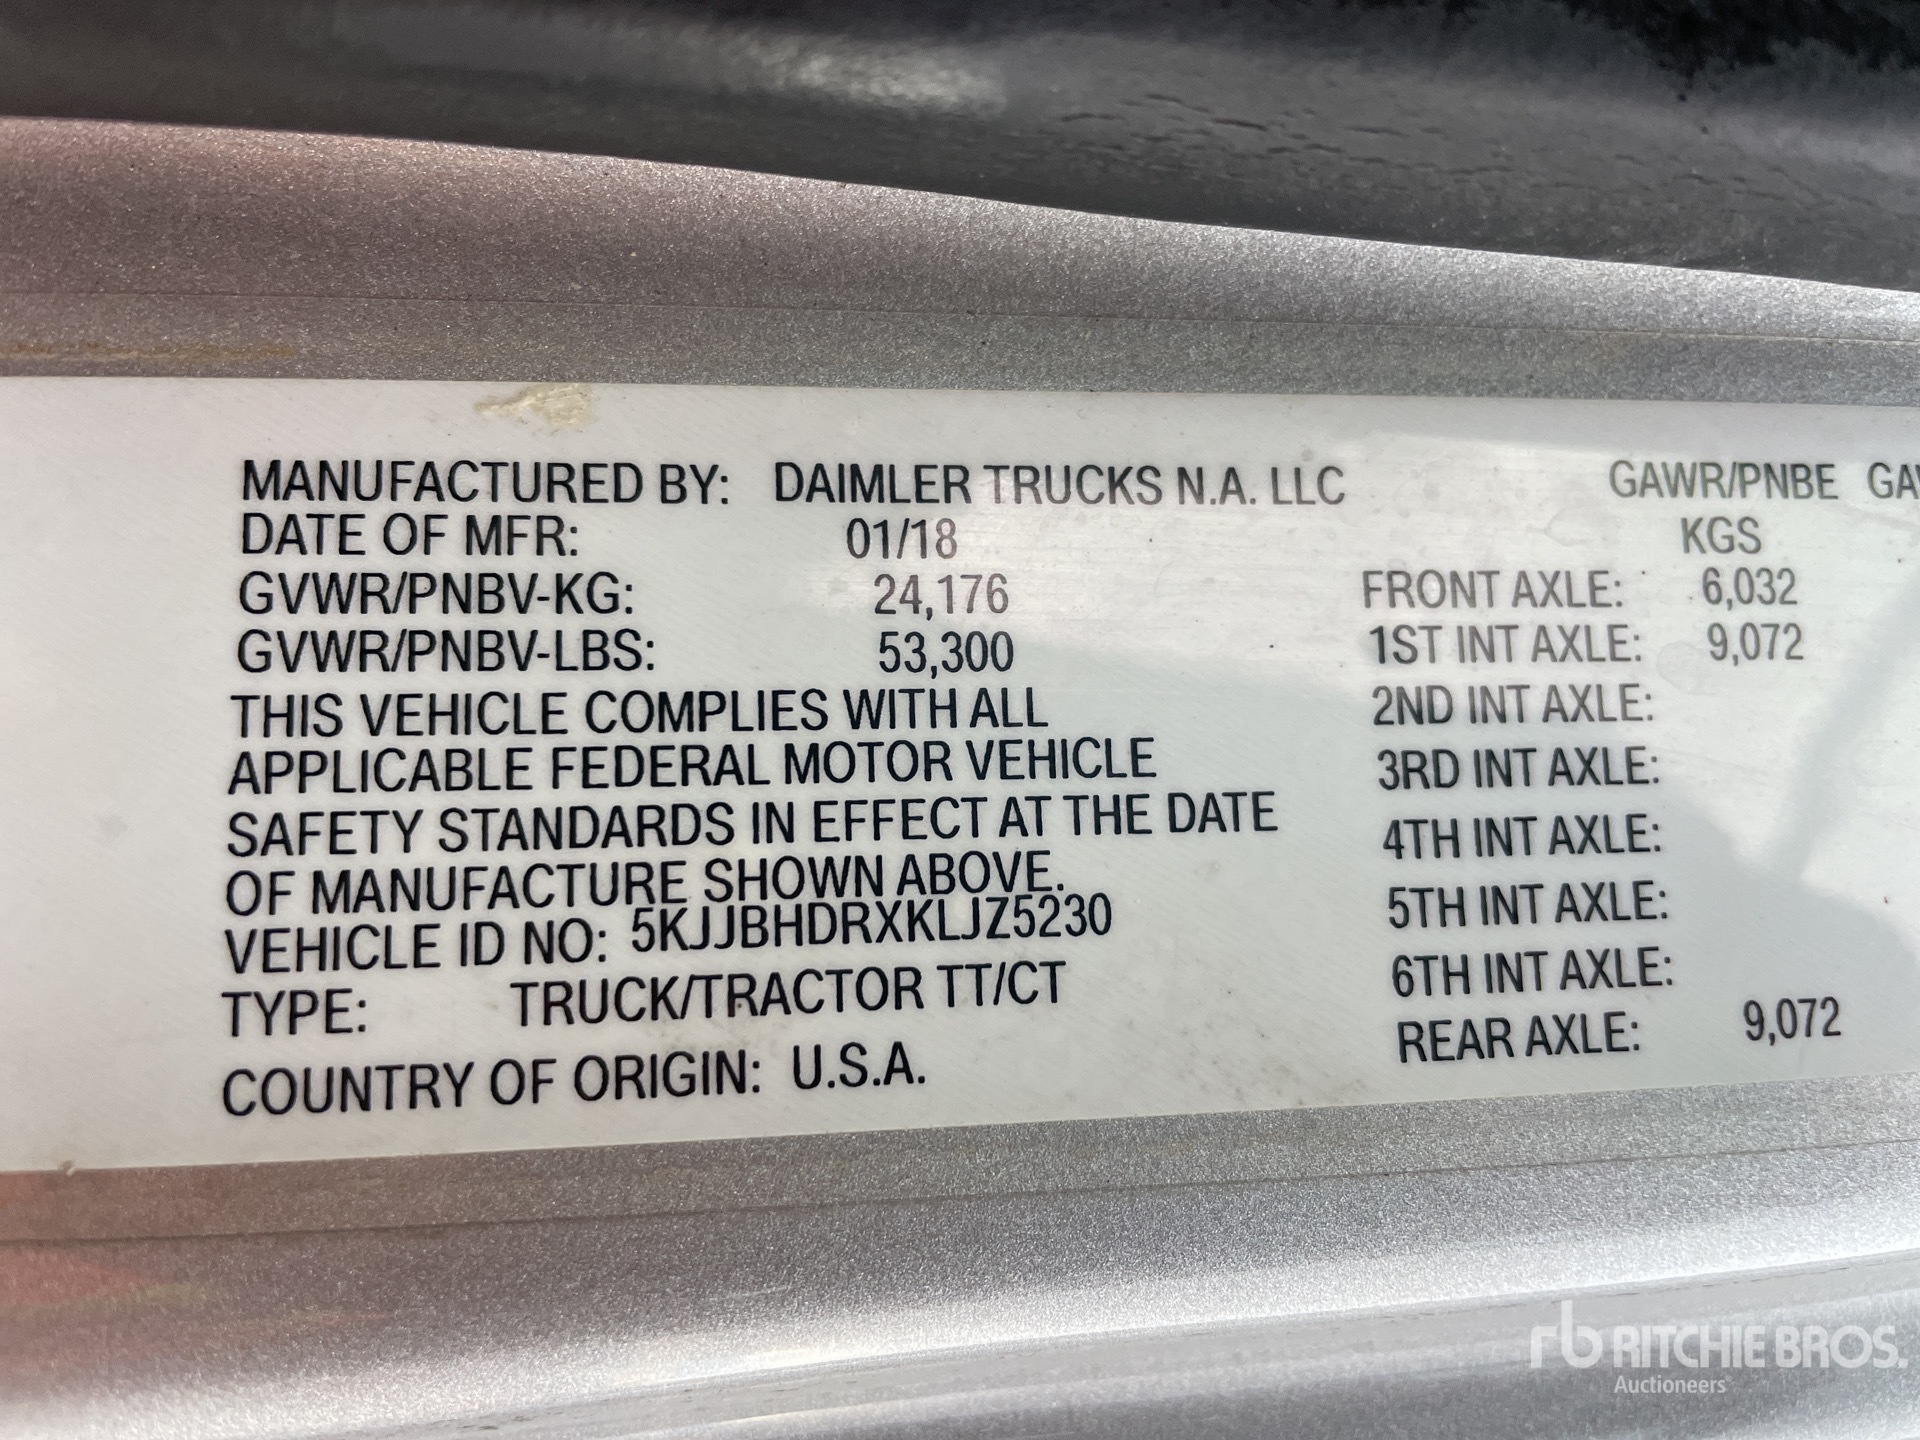 MANUFACTURED BY: DAIMLER TRUCKS N.A. LLC
DATE OF MFR: 01/18
GVWR/PNBV-KG: 24,176
GVWR/PNBV-LBS: 53,300
THIS VEHICLE COMPLIES WITH ALL
APPLICABLE FEDERAL MOTOR VEHICLE
SAFETY STANDARDS IN EFFECT AT THE DATE
OF MANUFACTURE SHOWN ABOVE.
VEHICLE ID NO: 5KJJBHDRXKLJZ5230
TYPE: TRUCK/TRACTOR TT/CT
COUNTRY OF ORIGIN: U.S.A.
GAWR/PNBE
KGS
FRONT AXLE: 6,032
1ST INT AXLE: 9,072
2ND INT AXLE:
3RD INT AXLE:
4TH INT AXLE:
5TH INT AXLE:
6TH INT AXLE:
REAR AXLE: 9,072
rb RITCHIE BROS.
Auctioneers